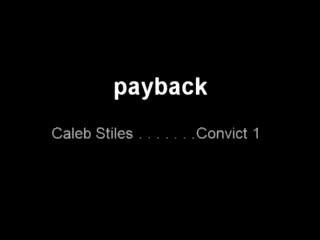 payback
Caleb Stiles . . . . . . .Convict 1